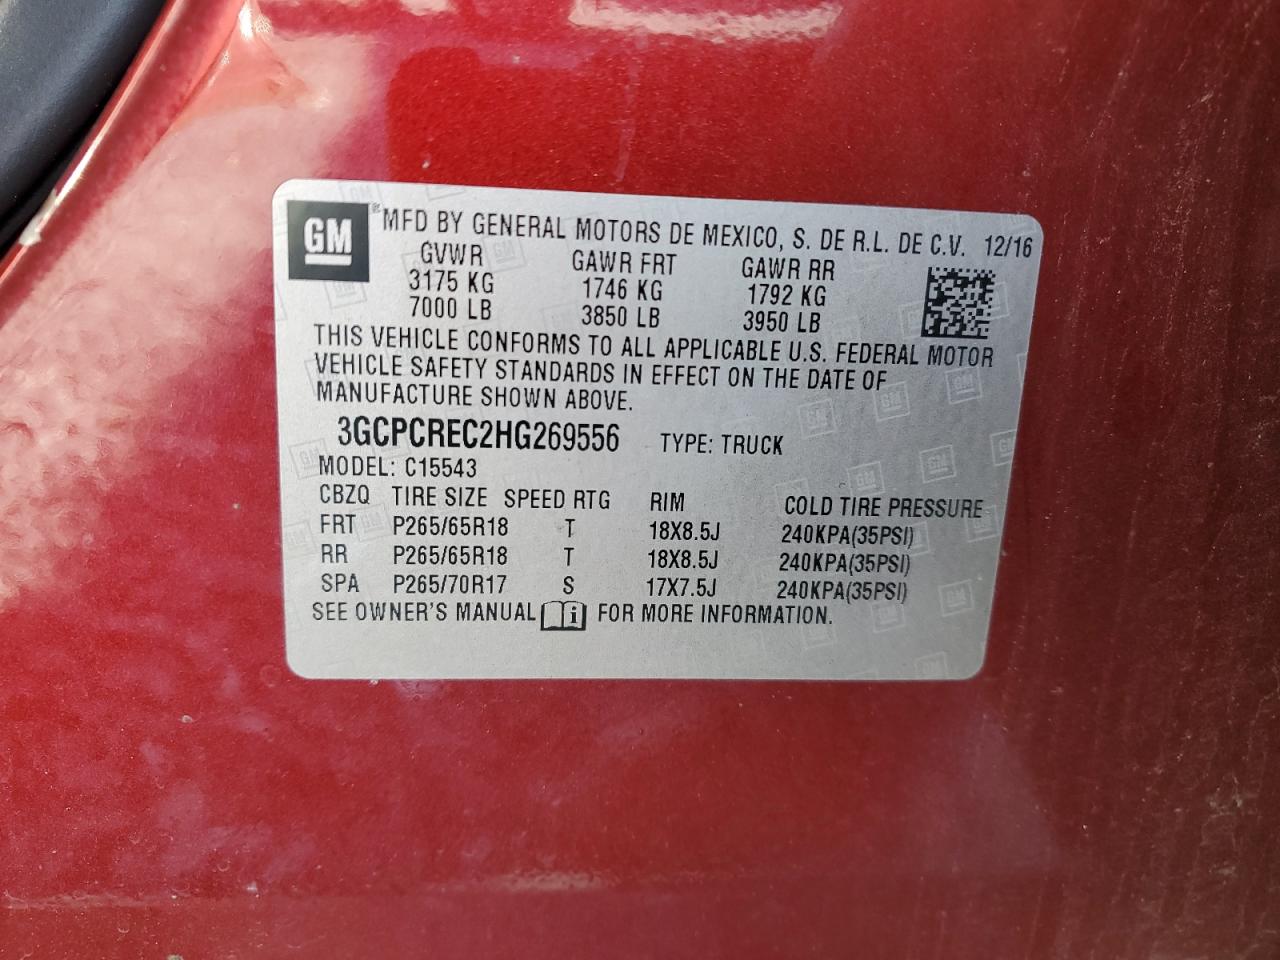 GM ® MFD BY GENERAL MOTORS DE MEXICO, S. DE R.L. DE C.V. 12/16
GVWR GAWR FRT GAWR RR
3175 KG 1746 KG 1792 KG
7000 LB 3850 LB 3950 LB
THIS VEHICLE CONFORMS TO ALL APPLICABLE U.S. FEDERAL MOTOR
VEHICLE SAFETY STANDARDS IN EFFECT ON THE DATE OF
MANUFACTURE SHOWN ABOVE.
3GCPCREC2HG269556 TYPE: TRUCK
MODEL: C15543
CBZQ TIRE SIZE SPEED RTG RIM COLD TIRE PRESSURE
FRT P265/65R18 T 18X8.5J 240KPA(35PSI)
RR P265/65R18 T 18X8.5J 240KPA(35PSI)
SPA P265/70R17 S 17X7.5J 240KPA(35PSI)
SEE OWNER'S MANUAL FOR MORE INFORMATION.